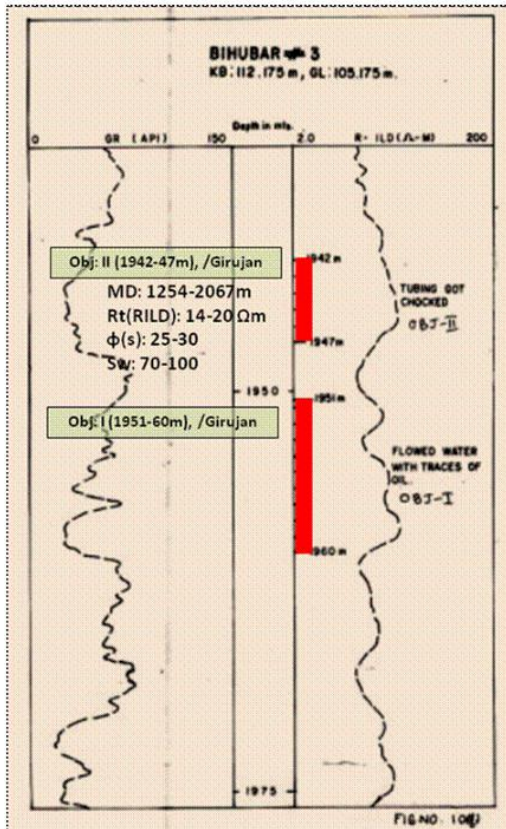 BIHUBAR 3
KB: 112.175 m, GL: 105.175 m.
Depth in mts.
0 GR (API) 150 2.0 R- ILD (Ω-M) 200
Obj: II (1942-47m), /Girujan
1942 m
MD: 1254-2067m
Rt(RILD): 14-20 Ωm
ϕ(s): 25-30
Sw: 70-100
TUBING GOT
CHOCKED
OBJ-II
1947m
1950
1951m
Obj: I (1951-60m), /Girujan
FLOWED WATER
WITH TRACES OF
OIL.
OBJ-I
1960 m
1975
FIG NO. 10